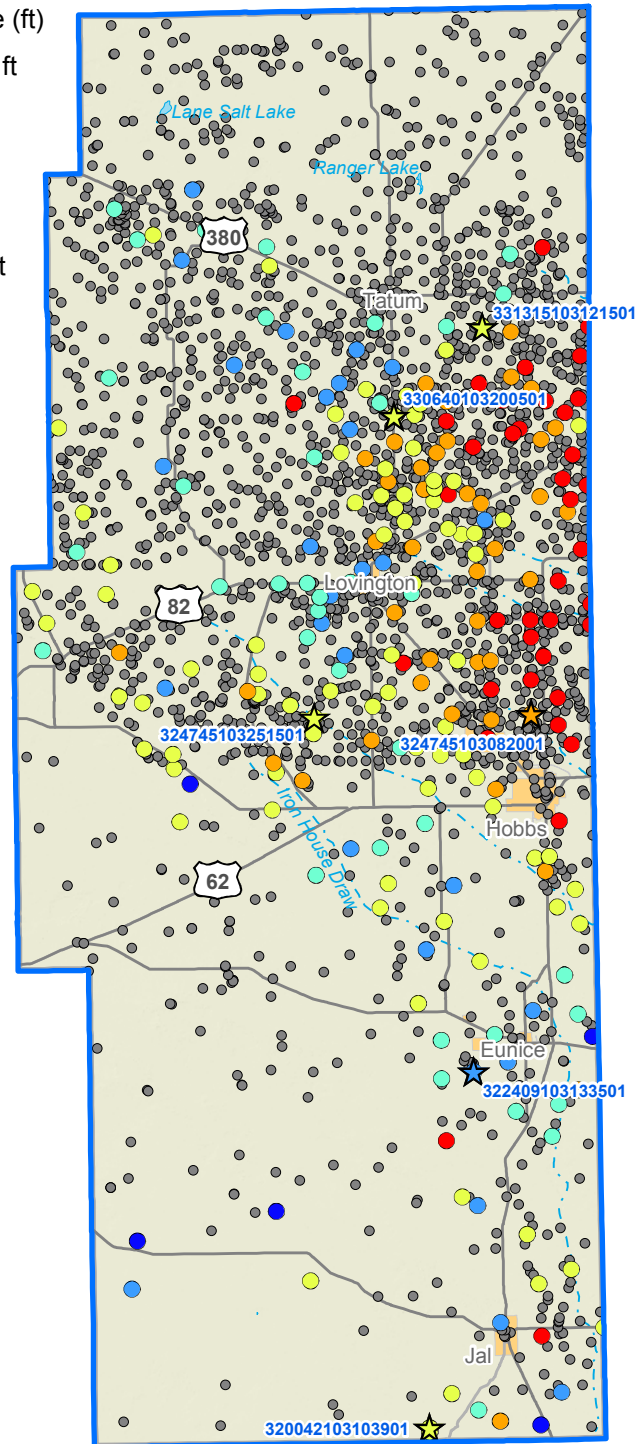 e (ft)
ft
t
Lane Salt Lake
Ranger Lake
380
Tatum
331315103121501
330640103200501
Lovington
82
324745103251501
324745103082001
Iron House Draw
Hobbs
62
Eunice
322409103133501
Jal
320042103103901